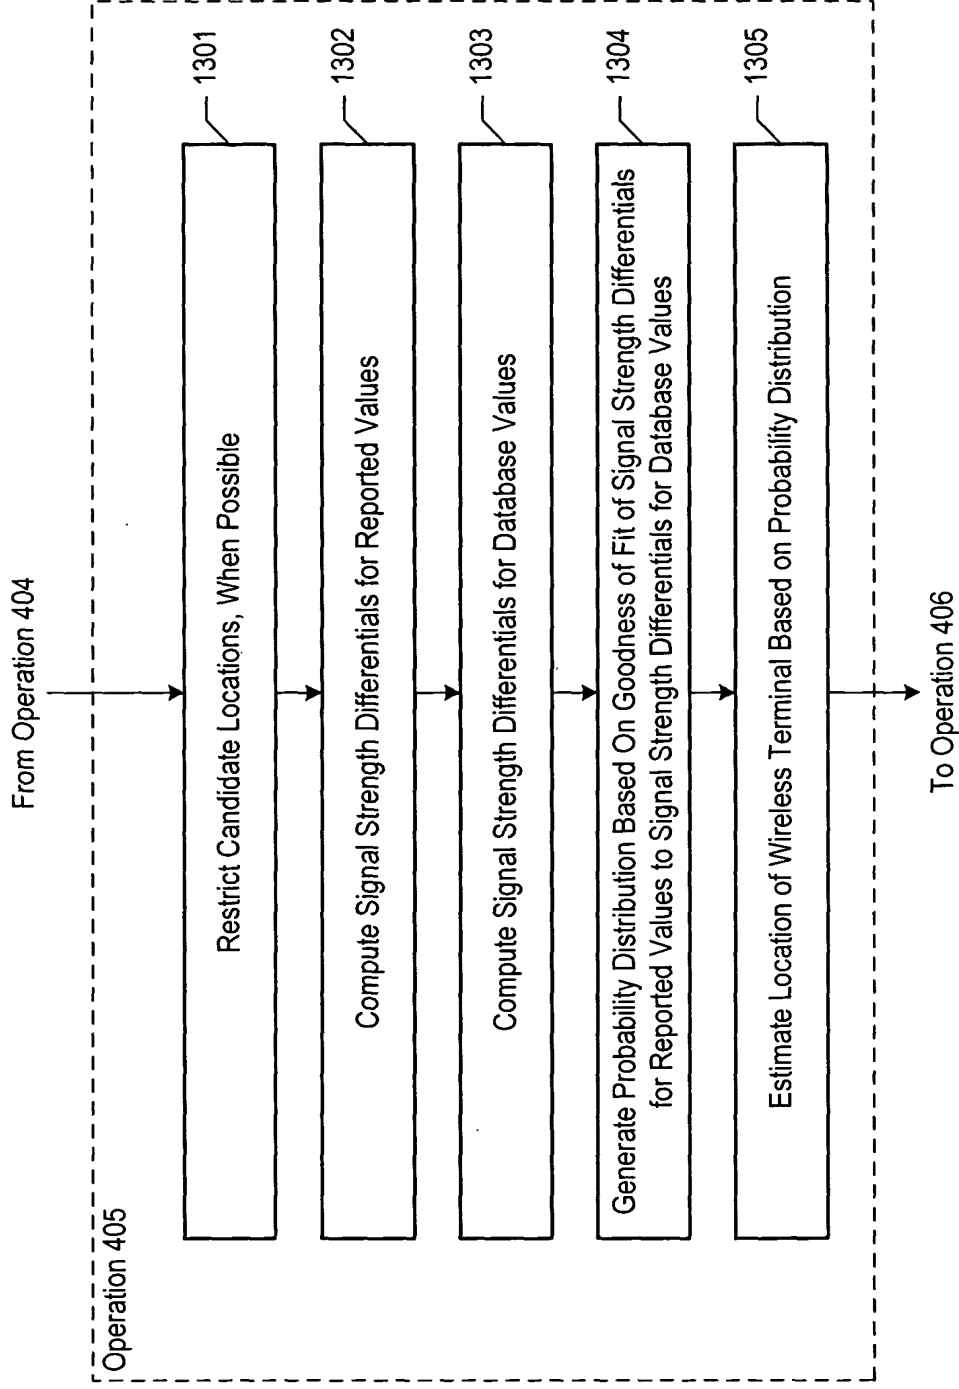 From Operation 404
Operation 405
Restrict Candidate Locations, When Possible
1301
Compute Signal Strength Differentials for Reported Values
1302
Compute Signal Strength Differentials for Database Values
1303
Generate Probability Distribution Based On Goodness of Fit of Signal Strength Differentials
for Reported Values to Signal Strength Differentials for Database Values
1304
Estimate Location of Wireless Terminal Based on Probability Distribution
1305
To Operation 406